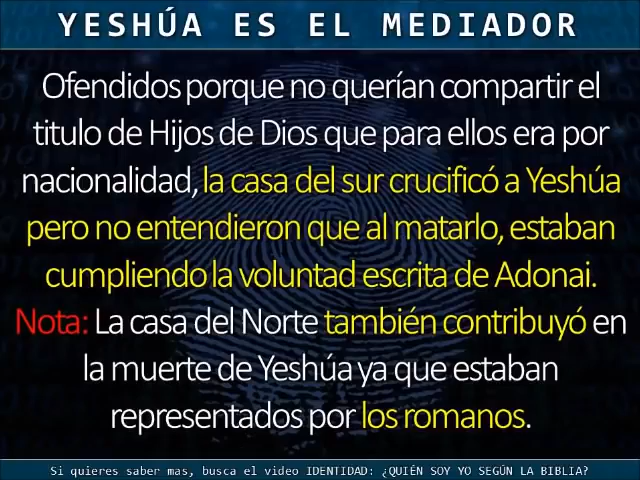 YESHÚA ES EL MEDIADOR
Ofendidos porque no querían compartir el
titulo de Hijos de Dios que para ellos era por
nacionalidad, la casa del sur crucificó a Yeshúa
pero no entendieron que al matarlo, estaban
cumpliendo la voluntad escrita de Adonai.
Nota: La casa del Norte también contribuyó en
la muerte de Yeshúa ya que estaban
representados por los romanos.
Si quieres saber mas, busca el video IDENTIDAD: ¿QUIÉN SOY YO SEGÚN LA BIBLIA?